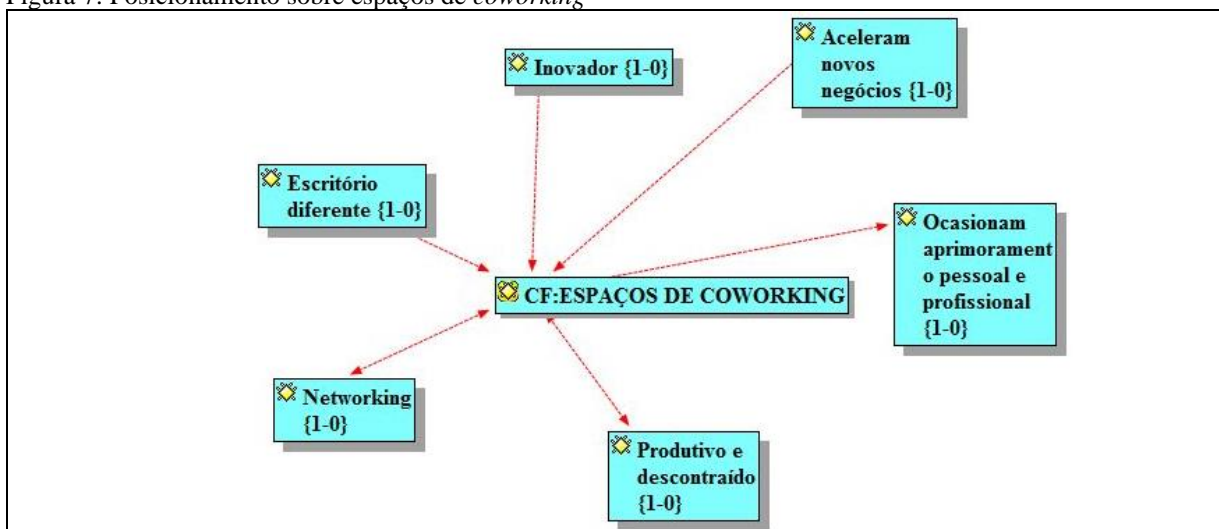 Figura 7: Posicionamento sobre espaços de coworking
Inovador {1-0}
Aceleram
novos
negócios {1-0}
Escritório
diferente {1-0}
Ocasionam
aprimorament
o pessoal e
profissional
{1-0}
CF:ESPAÇOS DE COWORKING
Networking
{1-0}
Produtivo e
descontraído
{1-0}